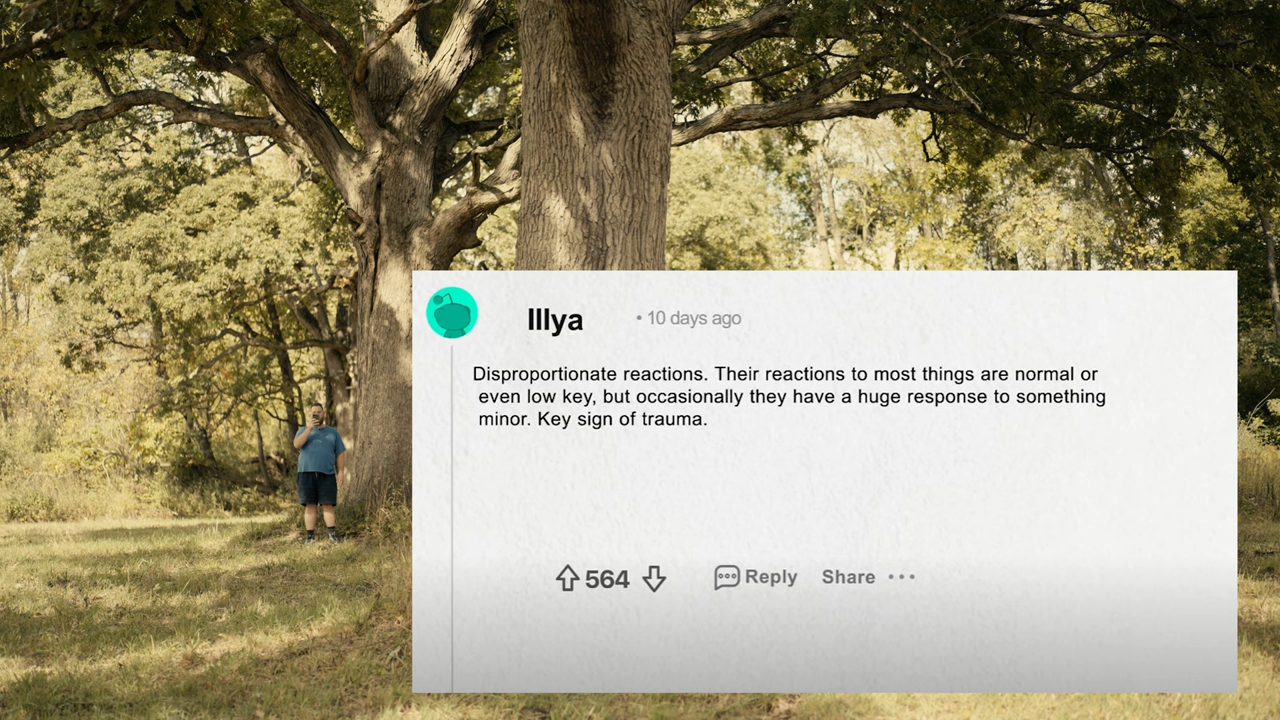 Illya
• 10 days ago
Disproportionate reactions. Their reactions to most things are normal or
even low key, but occasionally they have a huge response to something
minor. Key sign of trauma.
564
Reply
Share